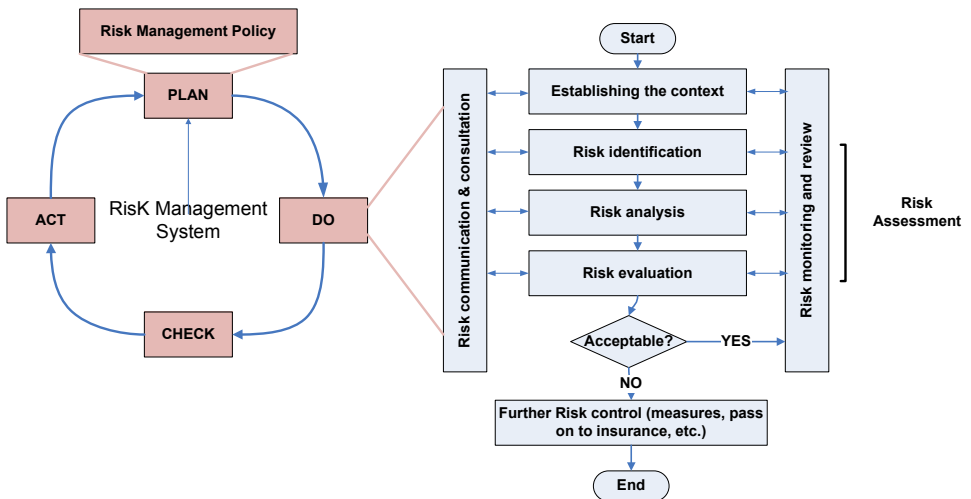 Risk Management Policy
PLAN
ACT
RisK Management
System
DO
CHECK
Start
Risk communication & consultation
Establishing the context
Risk identification
Risk analysis
Risk evaluation
Risk monitoring and review
Risk
Assessment
Acceptable?
YES
NO
Further Risk control (measures, pass
on to insurance, etc.)
End